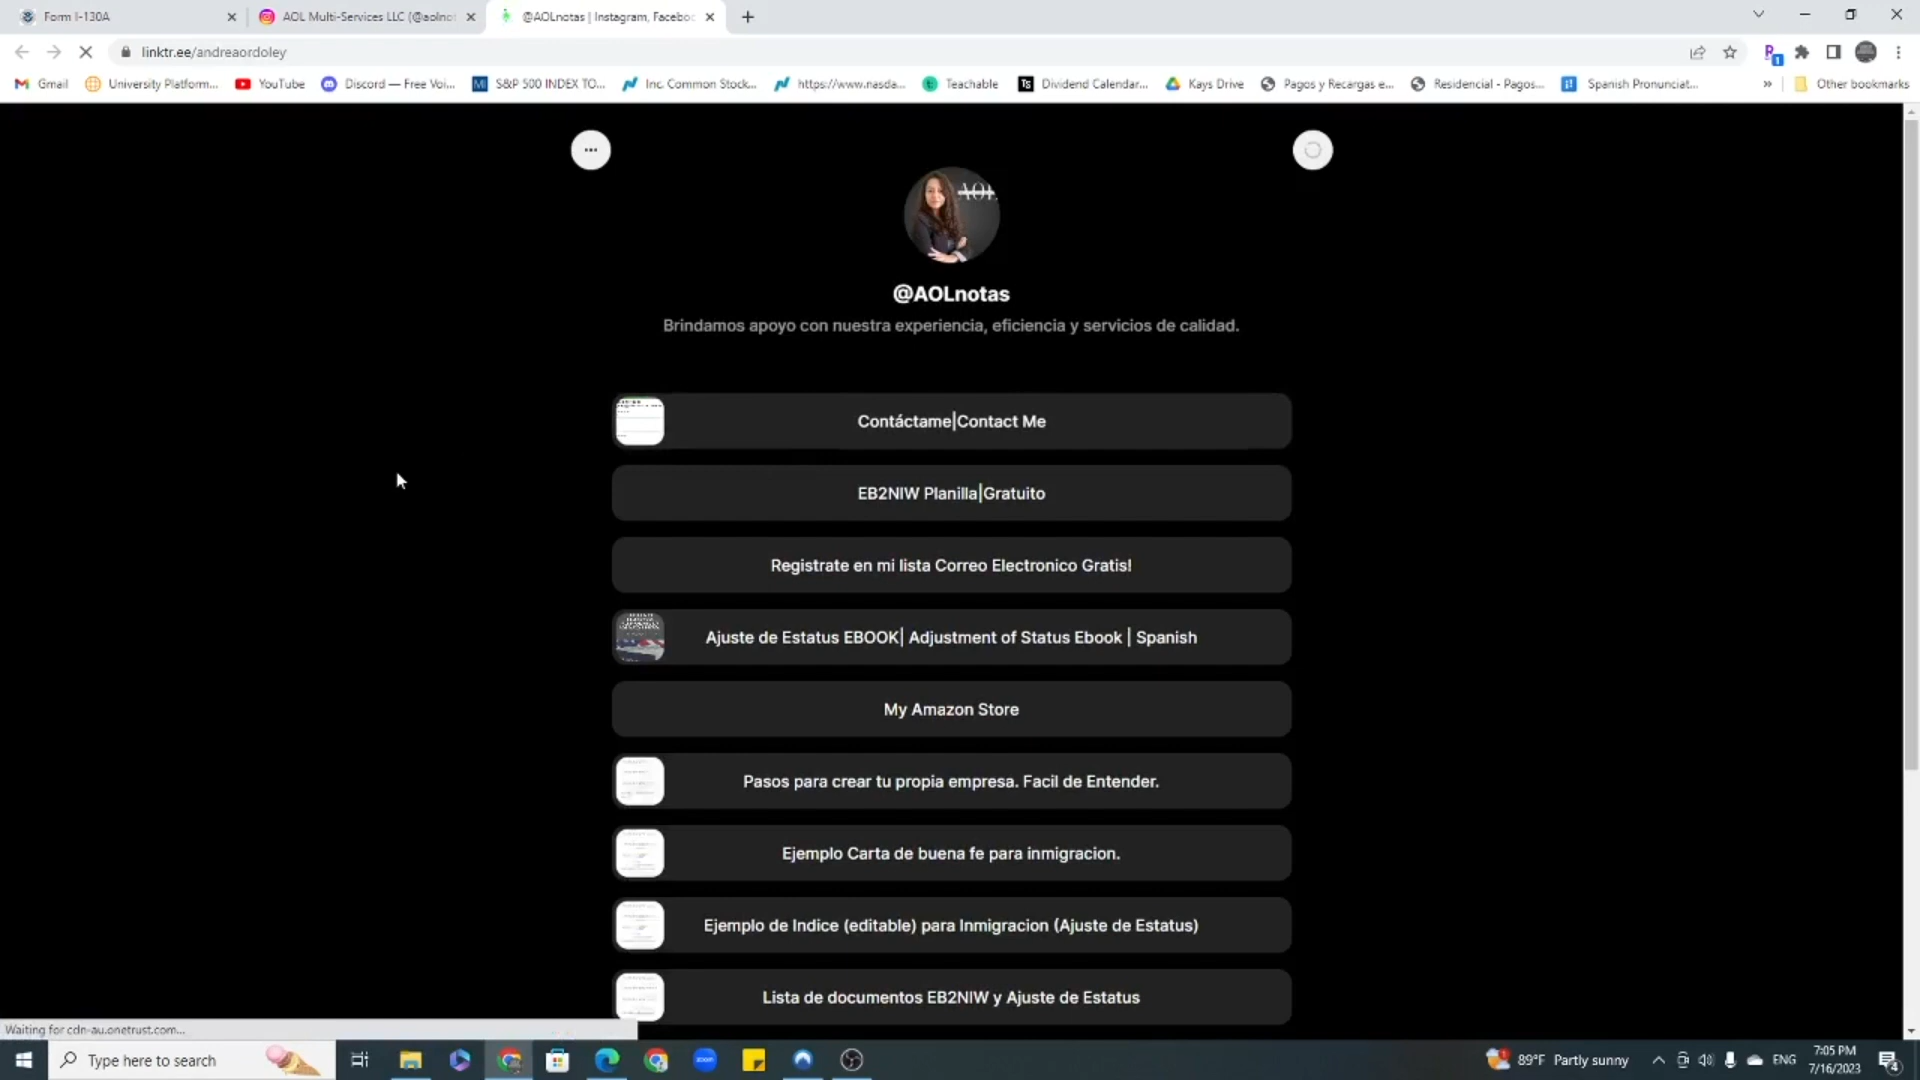 Form I-130A
AOL Multi-Services LLC (@aolno
@AOLnotas | Instagram, Faceboo
linktr.ee/andreaordoley
Gmail
University Platform...
YouTube
Discord — Free Voi...
S&P 500 INDEX TO...
Inc. Common Stock...
https://www.nasda...
Teachable
Dividend Calendar...
Kays Drive
Pagos y Recargas e...
Residencial - Pagos...
Spanish Pronunciat...
»
Other bookmarks
AOL
@AOLnotas
Brindamos apoyo con nuestra experiencia, eficiencia y servicios de calidad.
Contáctame|Contact Me
EB2NIW Planilla|Gratuito
Registrate en mi lista Correo Electronico Gratis!
Ajuste de Estatus EBOOK| Adjustment of Status Ebook | Spanish
My Amazon Store
Pasos para crear tu propia empresa. Facil de Entender.
Ejemplo Carta de buena fe para inmigracion.
Ejemplo de Indice (editable) para Inmigracion (Ajuste de Estatus)
Lista de documentos EB2NIW y Ajuste de Estatus
Waiting for cdn-au.onetrust.com...
Type here to search
zoom
89°F Partly sunny
ENG
7:05 PM
7/16/2023
4